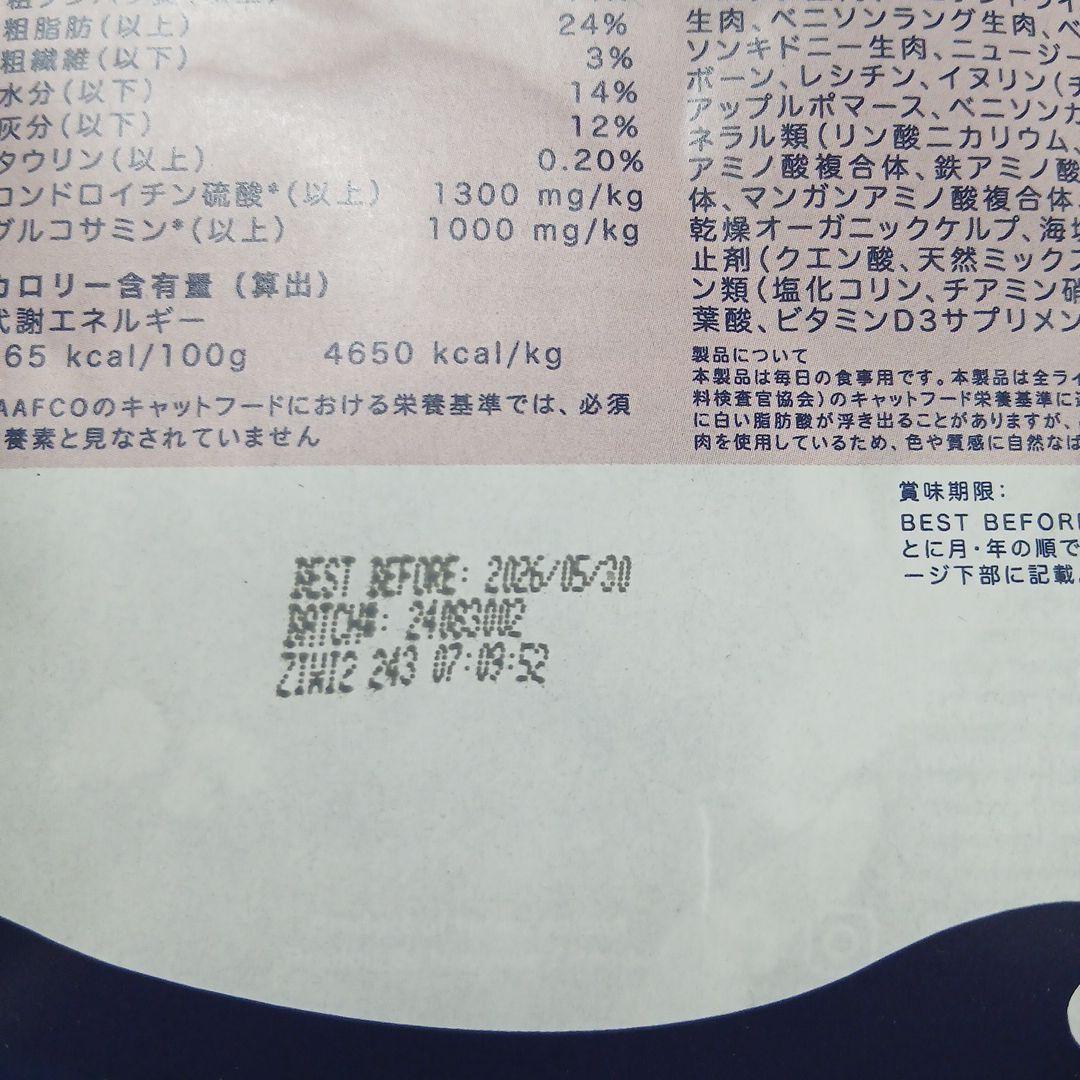 粗脂肪(以上) 24%
粗繊維(以下) 3%
水分(以下) 14%
灰分(以下) 12%
タウリン(以上) 0.20%
コンドロイチン硫酸*(以上) 1300 mg/kg
グルコサミン*(以上) 1000 mg/kg
カロリー含有量 (算出)
代謝エネルギー
65 kcal/100g 4650 kcal/kg
AAFCOのキャットフードにおける栄養基準では、必須
養素と見なされていません
生肉、ベニソンラング生肉、ベ
ソンキドニー生肉、ニュージー
ボーン、レシチン、イヌリン(チ
アップルポマース、ベニソンカ
ネラル類(リン酸ニカリウム、
アミノ酸複合体、鉄アミノ酸
体、マンガンアミノ酸複合体、
乾燥オーガニックケルプ、海塩
止剤(クエン酸、天然ミックス
ン類(塩化コリン、チアミン硝
葉酸、ビタミンD3サプリメン
製品について
本製品は毎日の食事用です。本製品は全ライ
料検査官協会)のキャットフード栄養基準に
に白い脂肪酸が浮き出ることがありますが、
肉を使用しているため、色や質感に自然な
賞味期限:
BEST BEFORE
とに月・年の順で
ージ下部に記載
BEST BEFORE: 2026/05/30
BATCH#: 24083002
ZIWI2 243 07:09:52